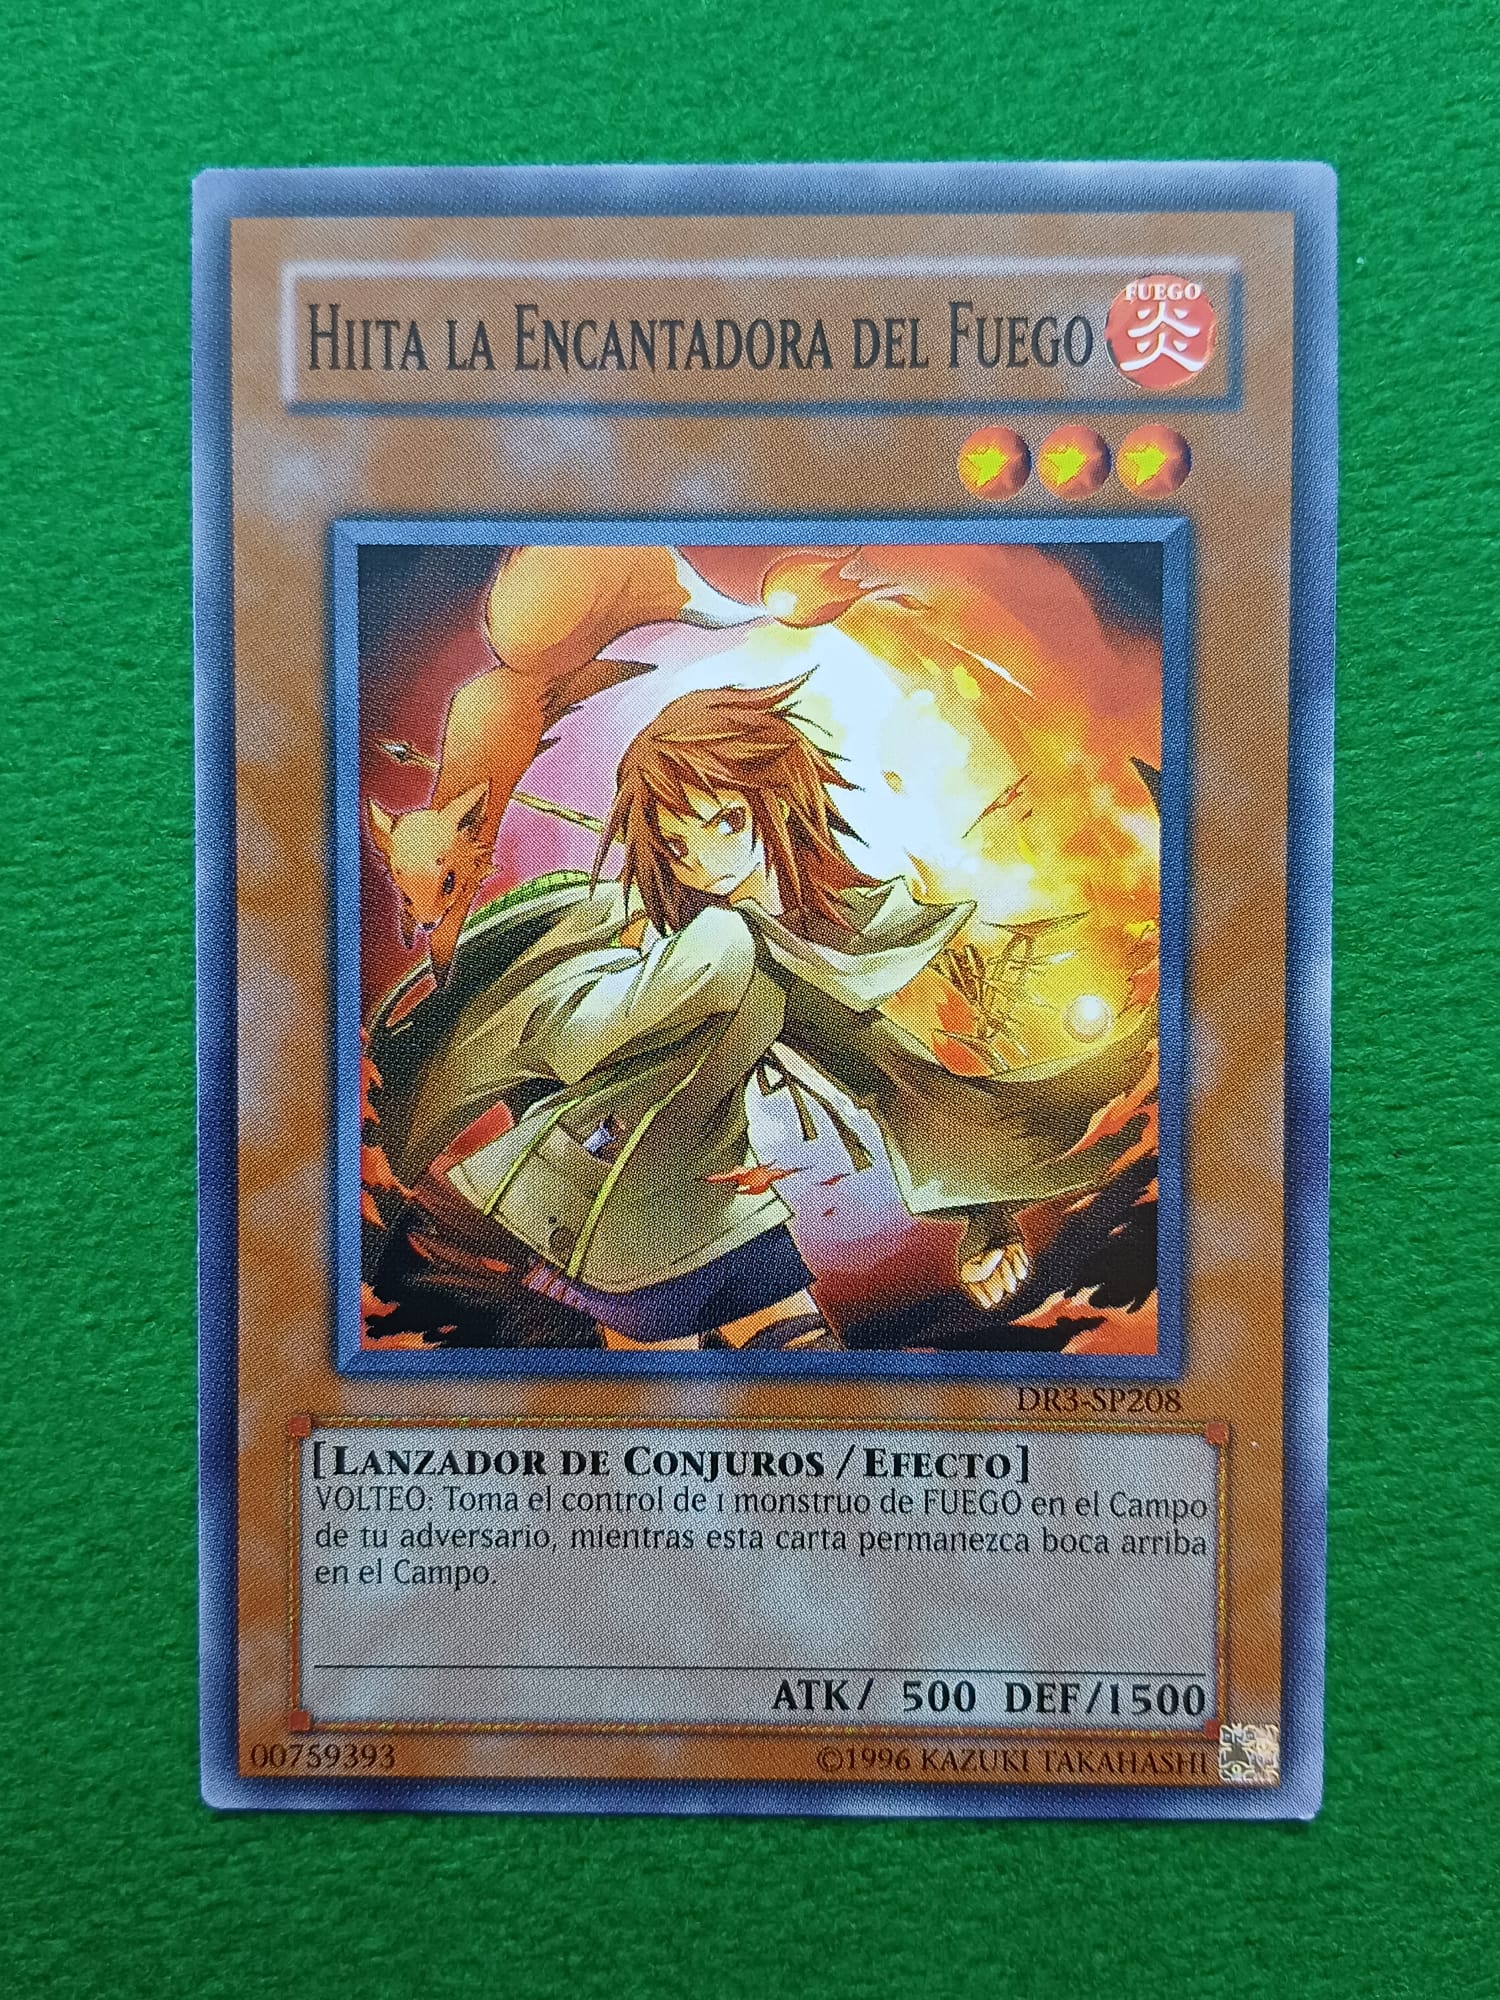 Hiita la Encantadora del Fuego
FUEGO
炎
DR3-SP208
[Lanzador de Conjuros / Efecto]
VOLTEO: Toma el control de 1 monstruo de FUEGO en el Campo
de tu adversario, mientras esta carta permanezca boca arriba
en el Campo.
ATK/ 500 DEF/1500
00759393
©1996 KAZUKI TAKAHASHI